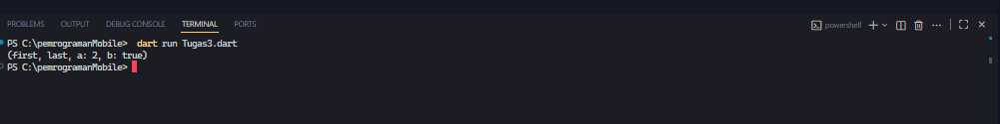 PROBLEMS OUTPUT DEBUG CONSOLE TERMINAL PORTS powershell
PS C:\pemrogramanMobile> dart run Tugas3.dart
(first, last, a: 2, b: true)
PS C:\pemrogramanMobile>